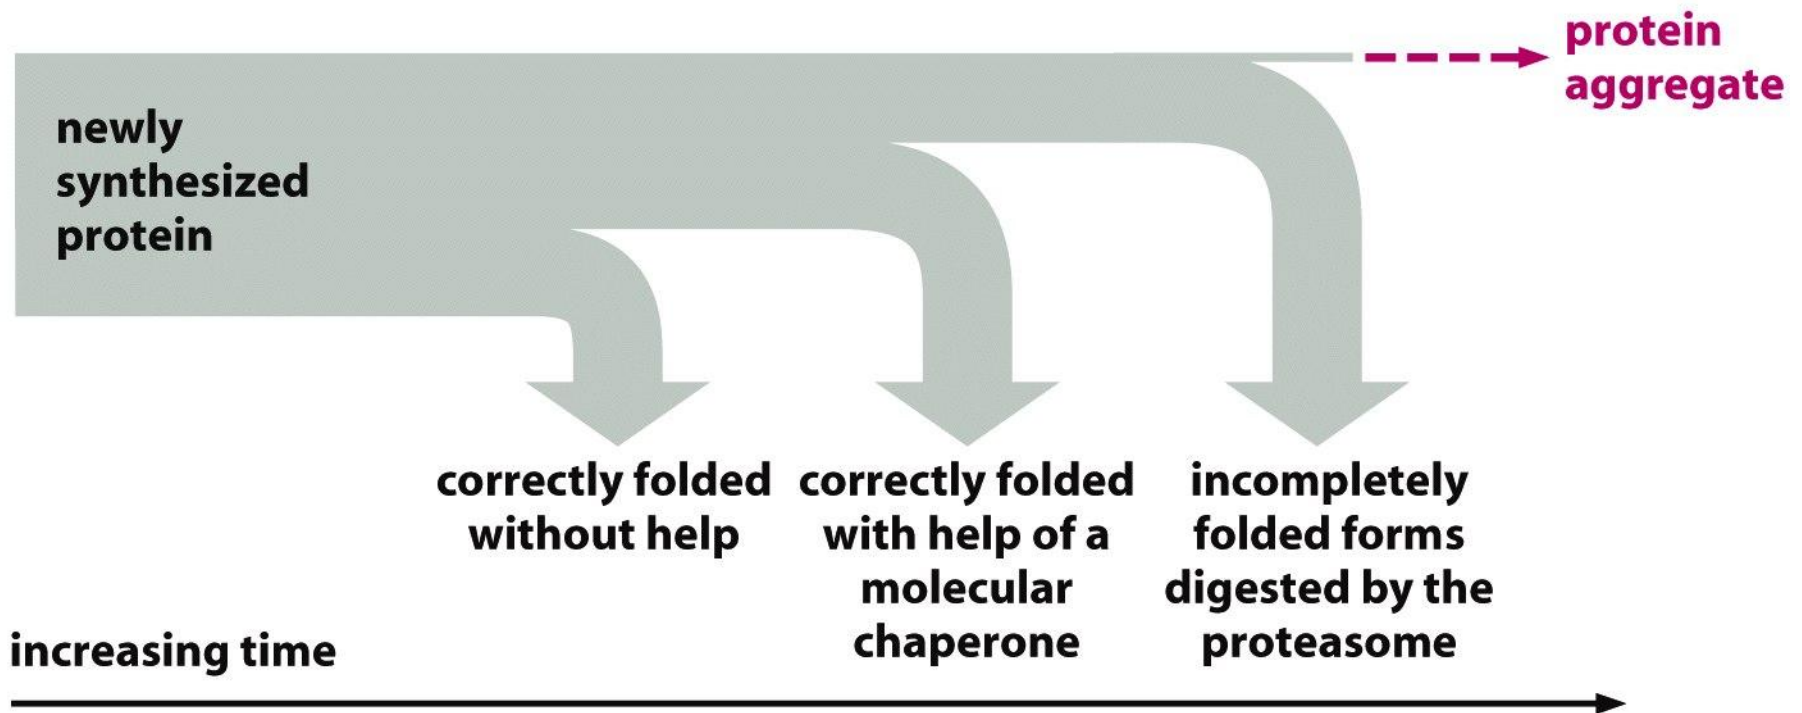 protein
aggregate
newly
synthesized
protein
correctly folded
without help
correctly folded
with help of a
molecular
chaperone
incompletely
folded forms
digested by the
proteasome
increasing time